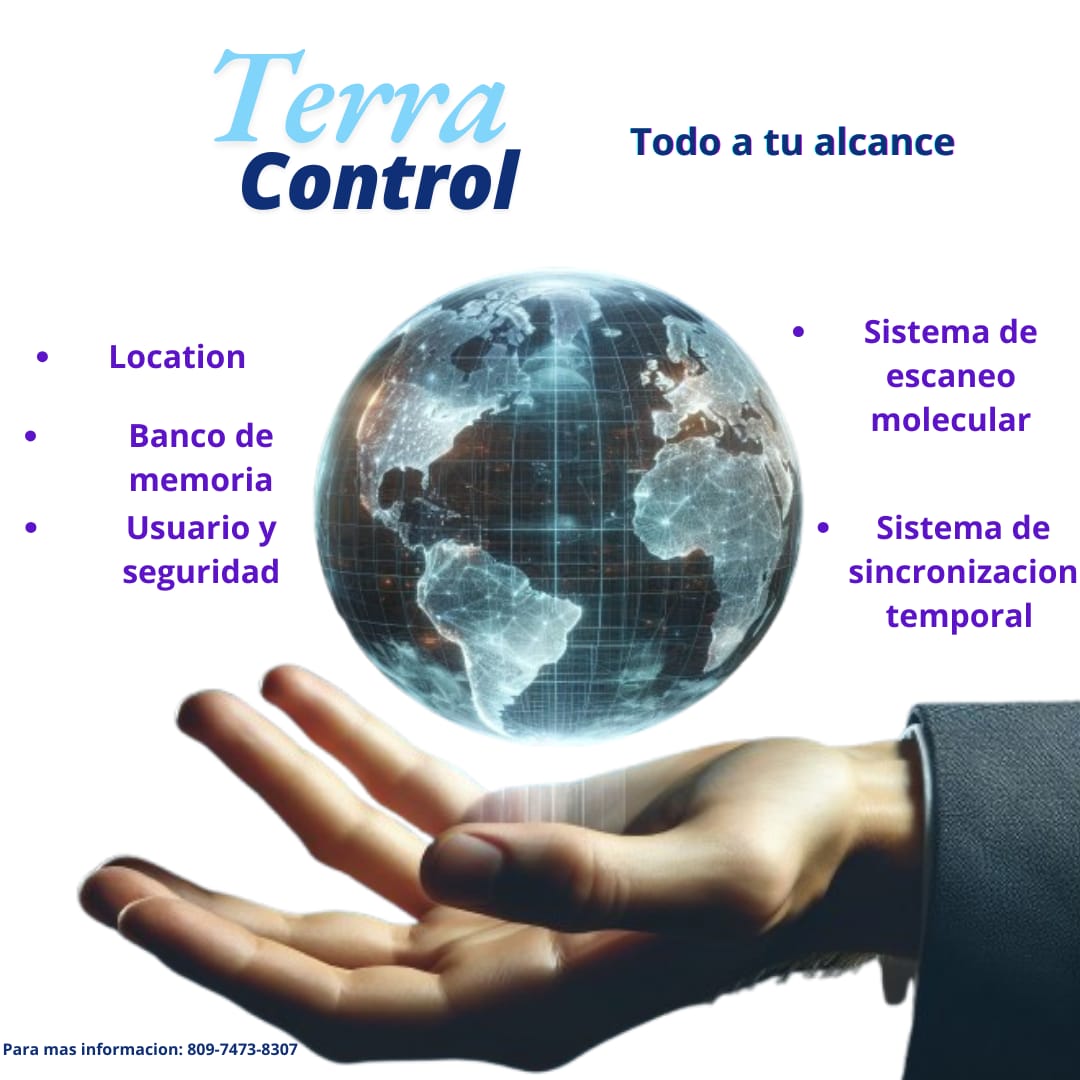 Terra
Control
Todo a tu alcance
• Location
• Banco de
memoria
• Usuario y
seguridad
• Sistema de
escaneo
molecular
• Sistema de
sincronizacion
temporal
Para mas informacion: 809-7473-8307